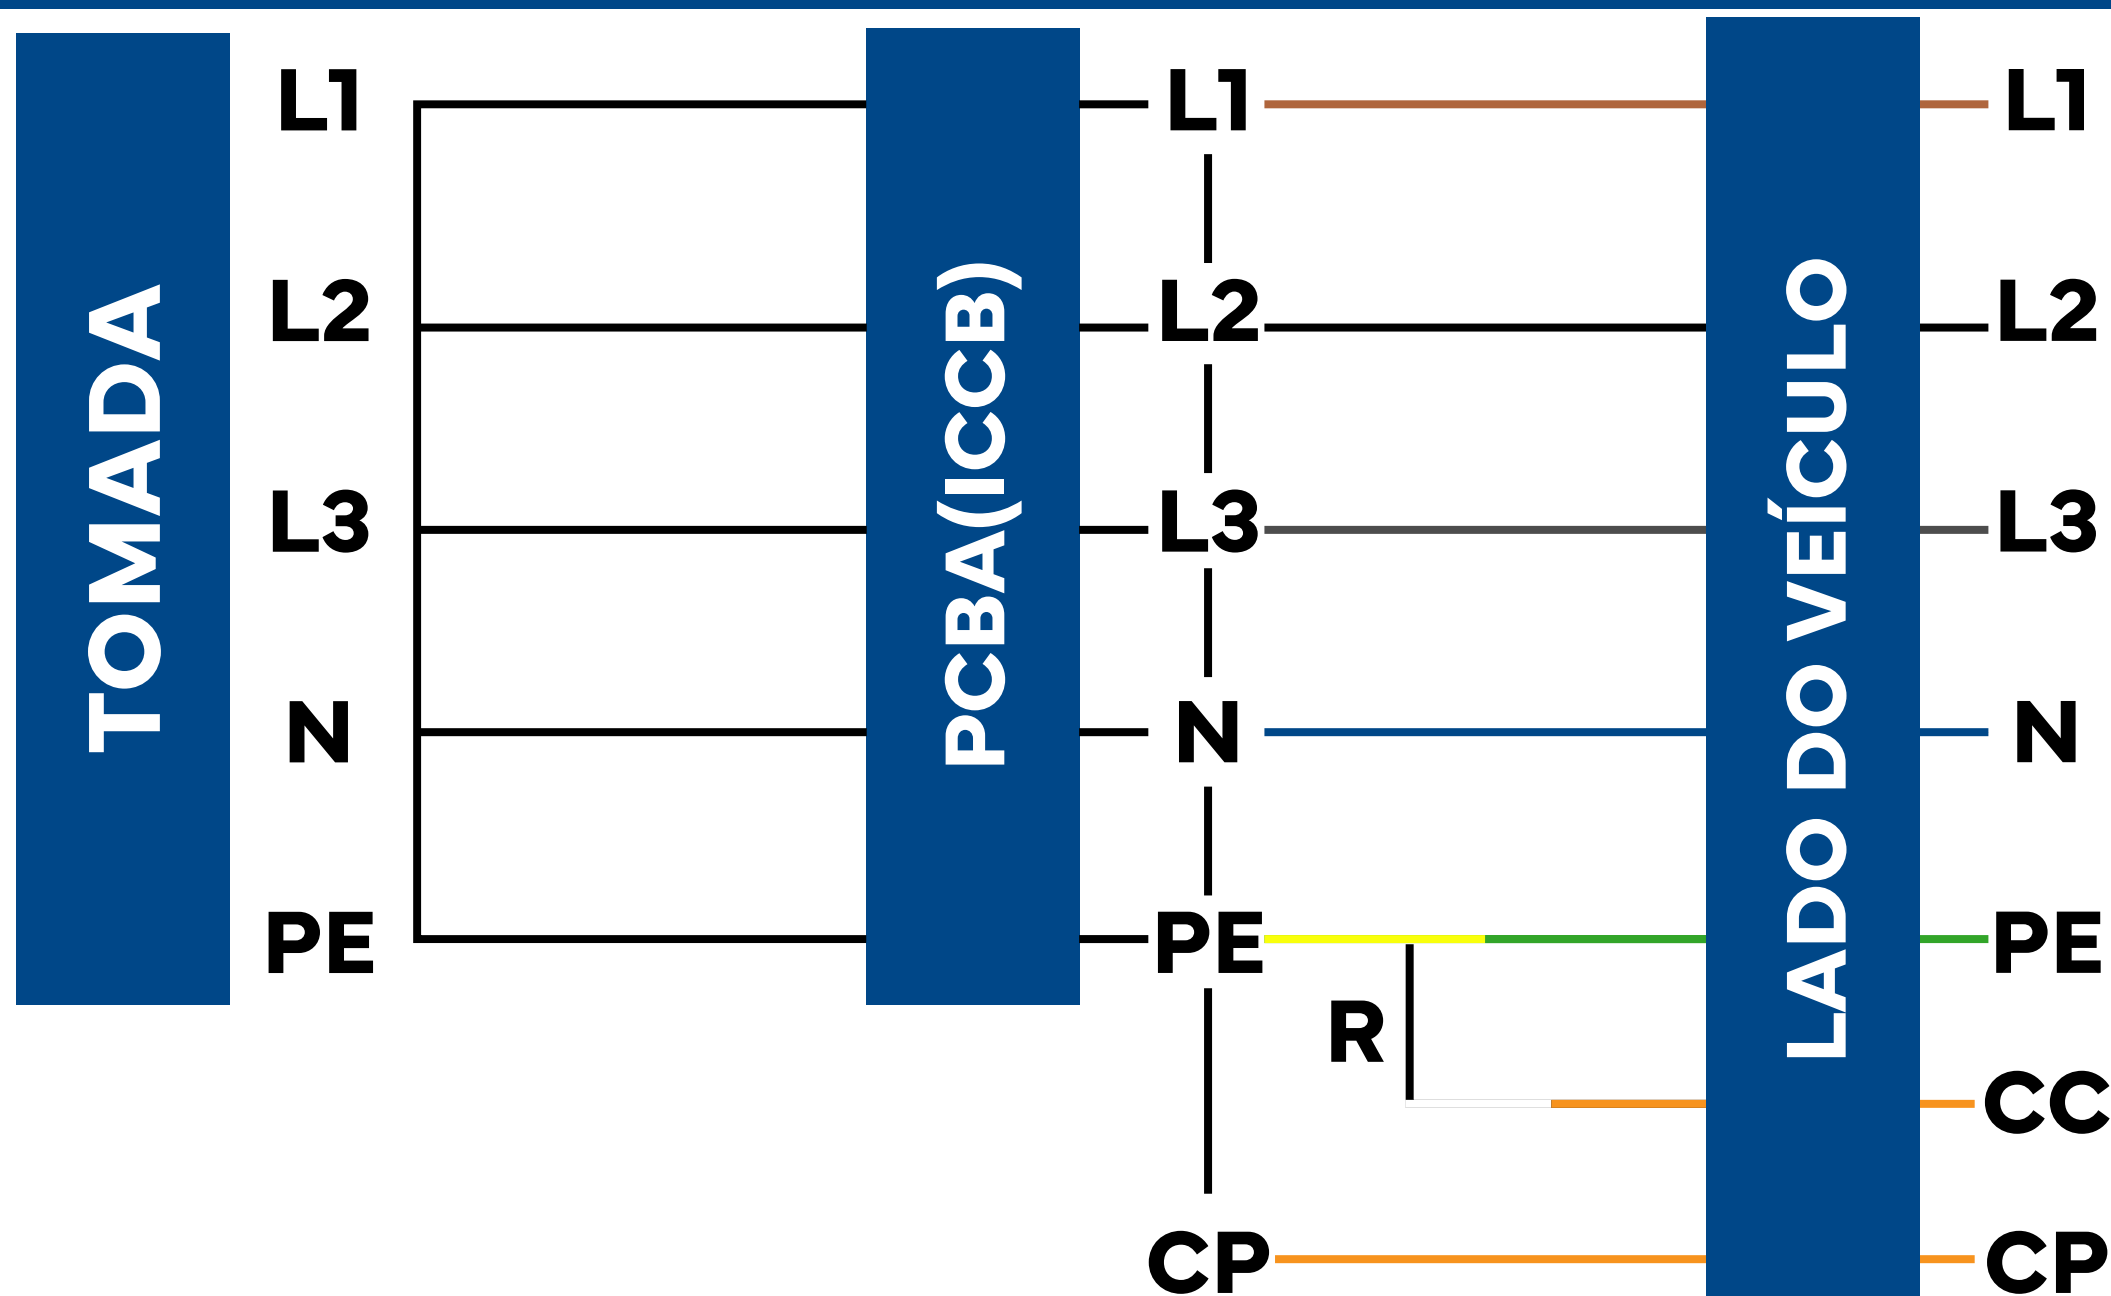 TOMADA
L1
L2
L3
N
PE
PCBA(ICCB)
L1
L2
L3
N
PE
R
CP
LADO DO VEÍCULO
L1
L2
L3
N
PE
CC
CP